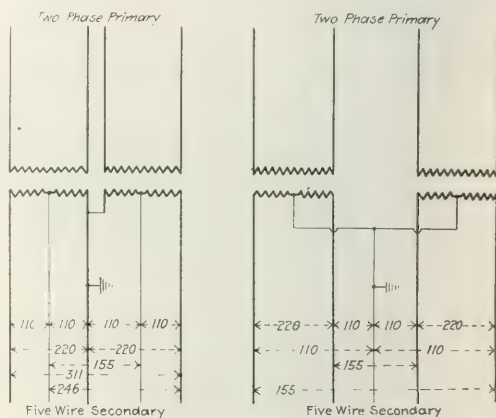 Two Phase Primary
110 110 110 110
220 220
155
311
246
Five Wire Secondary
Two Phase Primary
220 110 110 220
110 110
155
155
Five Wire Secondary